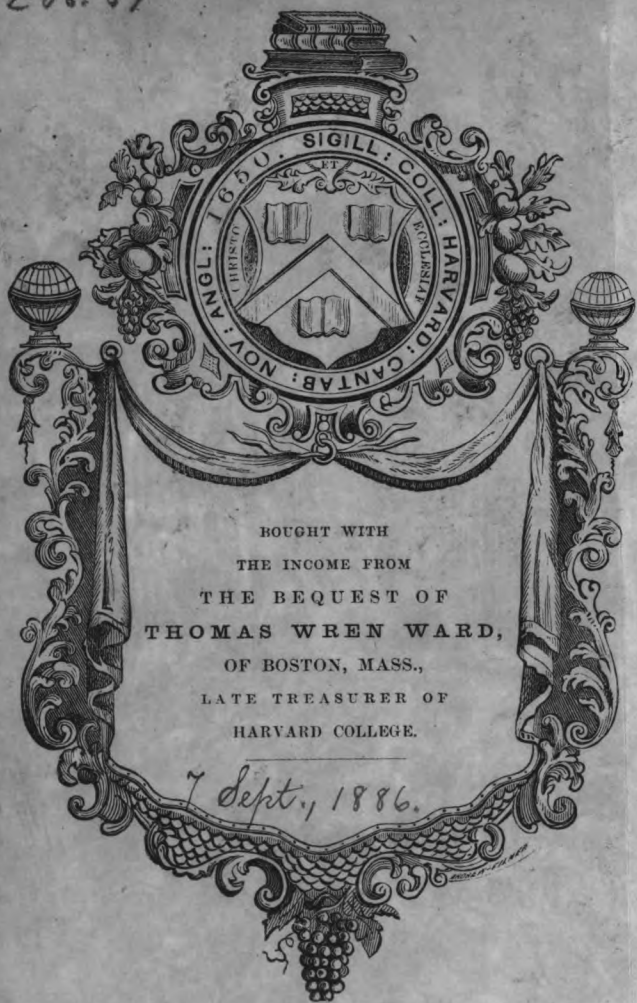 SIGILL: COLL: HARVARD: CANTAB: NOV: ANGL: 1650.
ET
CHRISTO
ECCLESIAE
BOUGHT WITH
THE INCOME FROM
THE BEQUEST OF
THOMAS WREN WARD,
OF BOSTON, MASS.,
LATE TREASURER OF
HARVARD COLLEGE.
7 Sept., 1886.